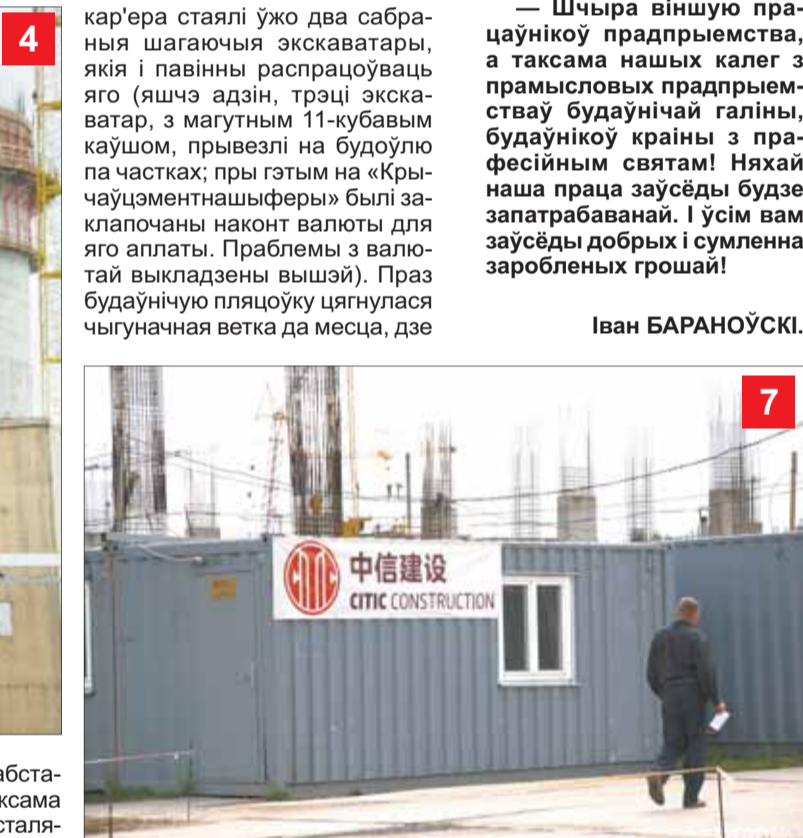 4
кар'ера стаялі ўжо два сабра-
ныя шагаючыя экскаватары,
якія і павінны распрацоўваць
яго (яшчэ адзін, трэці экска-
ватар, з магутным 11-кубавым
каўшом, прывезлі на будоўлю
па частках; пры гэтым на «Кры-
чаўцэментнашыферы» былі за-
клапочаны наконт валюты для
яго аплаты. Праблемы з валю-
тай выкладзены вышэй). Праз
будаўнічую пляцоўку цягнулася
чыгуначная ветка да месца, дзе
— Шчыра віншую пра-
цаўнікоў прадпрыемства,
а таксама нашых калег з
прамысловых прадпрыем-
стваў будаўнічай галіны,
будаўнікоў краіны з пра-
фесійным святам! Няхай
наша праца заўсёды будзе
запатрабаванай. І ўсім вам
заўсёды добрых і сумленна
заробленых грошай!
Іван БАРАНОЎСКІ.
7
中信建设
CITIC CONSTRUCTION
абста-
ксама
сталя-